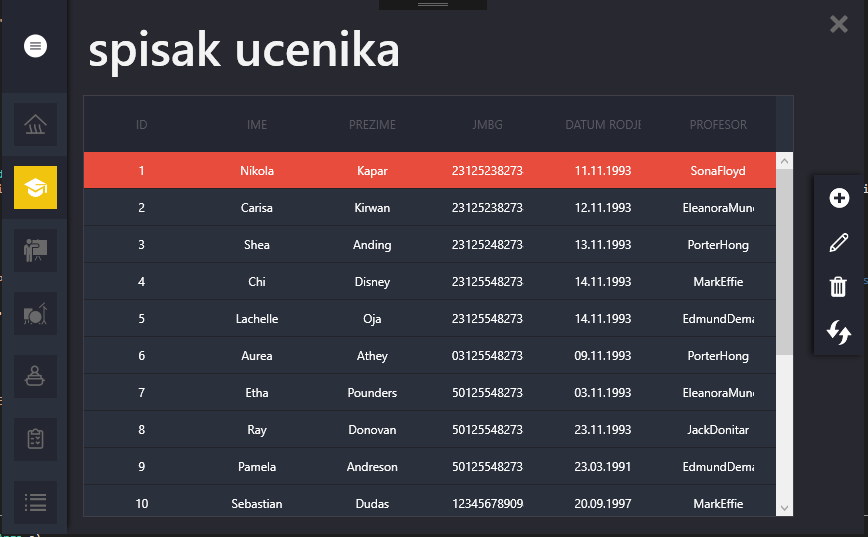 spisak ucenika
ID IME PREZIME JMBG DATUM RODJE PROFESOR
1 Nikola Kapar 23125238273 11.11.1993 SonaFloyd
2 Carisa Kirwan 23125238273 12.11.1993 EleanoraMun
3 Shea Anding 23125248273 13.11.1993 PorterHong
4 Chi Disney 23125548273 14.11.1993 MarkEffie
5 Lachelle Oja 23125548273 14.11.1993 EdmundDema
6 Aurea Athey 03125548273 09.11.1993 PorterHong
7 Etha Pounders 50125548273 03.11.1993 EleanoraMun
8 Ray Donovan 50125548273 23.11.1993 JackDonitar
9 Pamela Andreson 50125548273 23.03.1991 EdmundDema
10 Sebastian Dudas 12345678909 20.09.1997 MarkEffie